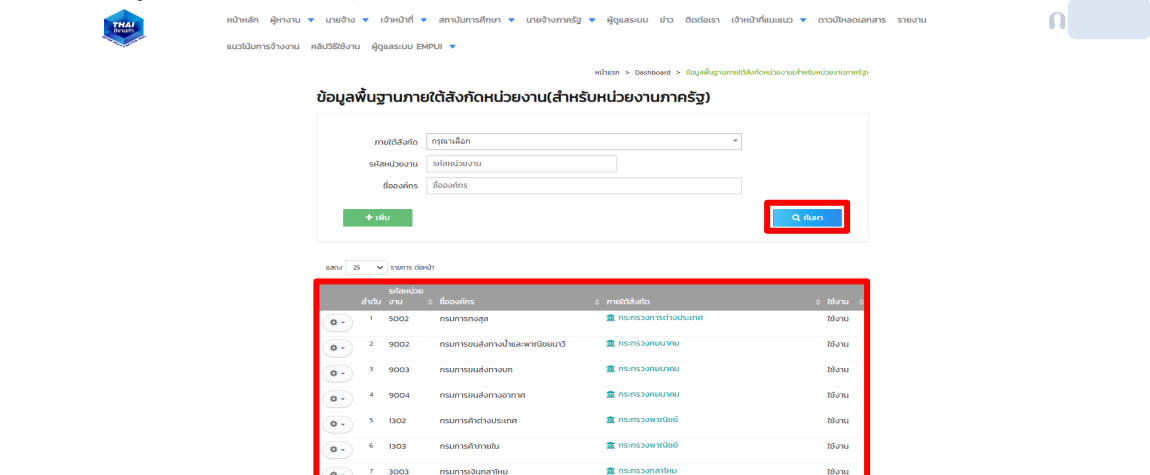 THAI
มีงานทำ
หน้าหลัก ผู้หางาน นายจ้าง เจ้าหน้าที่ สถาบันการศึกษา นายจ้างภาครัฐ ผู้ดูแลระบบ ข่าว ติดต่อเรา เจ้าหน้าที่แนะแนว ดาวน์โหลดเอกสาร รายงาน
แนวโน้มการจ้างงาน คลิปวิธีใช้งาน ผู้ดูแลระบบ EMPUI
หน้าแรก > Dashboard > ข้อมูลพื้นฐานภายใต้สังกัดหน่วยงาน(สำหรับหน่วยงานภาครัฐ)
ข้อมูลพื้นฐานภายใต้สังกัดหน่วยงาน(สำหรับหน่วยงานภาครัฐ)
ภายใต้สังกัด กรุณาเลือก
รหัสหน่วยงาน รหัสหน่วยงาน
ชื่อองค์กร ชื่อองค์กร
+ เพิ่ม ค้นหา
แสดง 25 รายการ ต่อหน้า
ลำดับ รหัสหน่วยงาน ชื่อองค์กร ภายใต้สังกัด ใช้งาน
1 5002 กรมการกงสุล กระทรวงการต่างประเทศ ใช้งาน
2 9002 กรมการขนส่งทางน้ำและพาณิชยนาวี กระทรวงคมนาคม ใช้งาน
3 9003 กรมการขนส่งทางบก กระทรวงคมนาคม ใช้งาน
4 9004 กรมการขนส่งทางอากาศ กระทรวงคมนาคม ใช้งาน
5 1302 กรมการค้าต่างประเทศ กระทรวงพาณิชย์ ใช้งาน
6 1303 กรมการค้าภายใน กระทรวงพาณิชย์ ใช้งาน
7 3003 กรมการเงินกลาโหม กระทรวงกลาโหม ใช้งาน